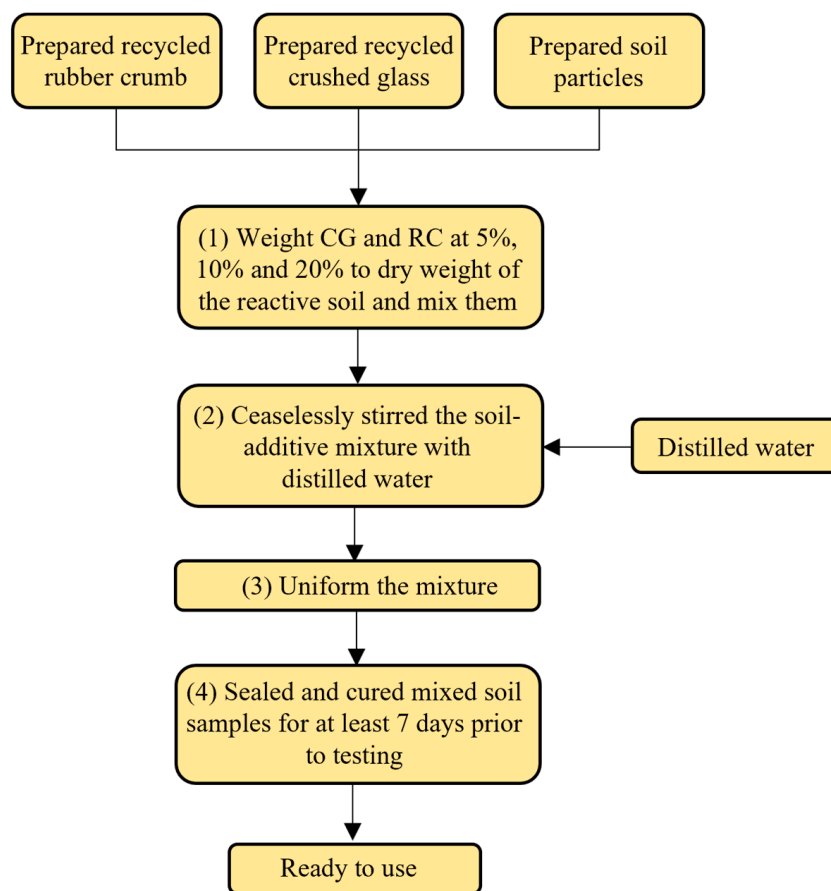 Prepared recycled
rubber crumb
Prepared recycled
crushed glass
Prepared soil
particles
(1) Weight CG and RC at 5%,
10% and 20% to dry weight of
the reactive soil and mix them
(2) Ceaselessly stirred the soil-
additive mixture with
distilled water
Distilled water
(3) Uniform the mixture
(4) Sealed and cured mixed soil
samples for at least 7 days prior
to testing
Ready to use